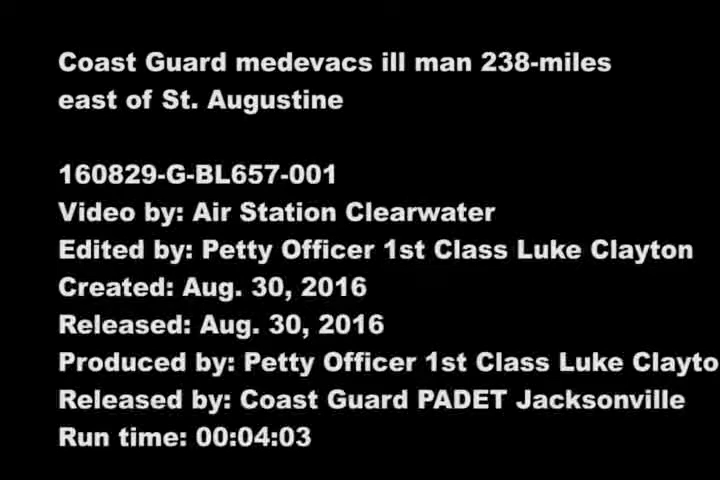 Coast Guard medevacs ill man 238-miles
east of St. Augustine
160829-G-BL657-001
Video by: Air Station Clearwater
Edited by: Petty Officer 1st Class Luke Clayton
Created: Aug. 30, 2016
Released: Aug. 30, 2016
Produced by: Petty Officer 1st Class Luke Clayto
Released by: Coast Guard PADET Jacksonville
Run time: 00:04:03